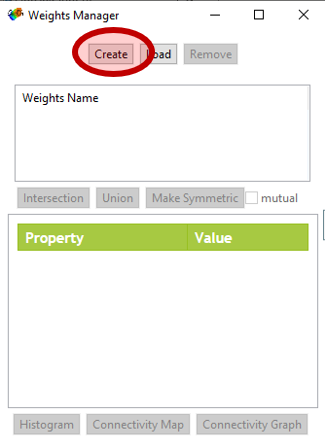 Weights Manager
Create Load Remove
Weights Name
Intersection Union Make Symmetric mutual
Property Value
Histogram Connectivity Map Connectivity Graph